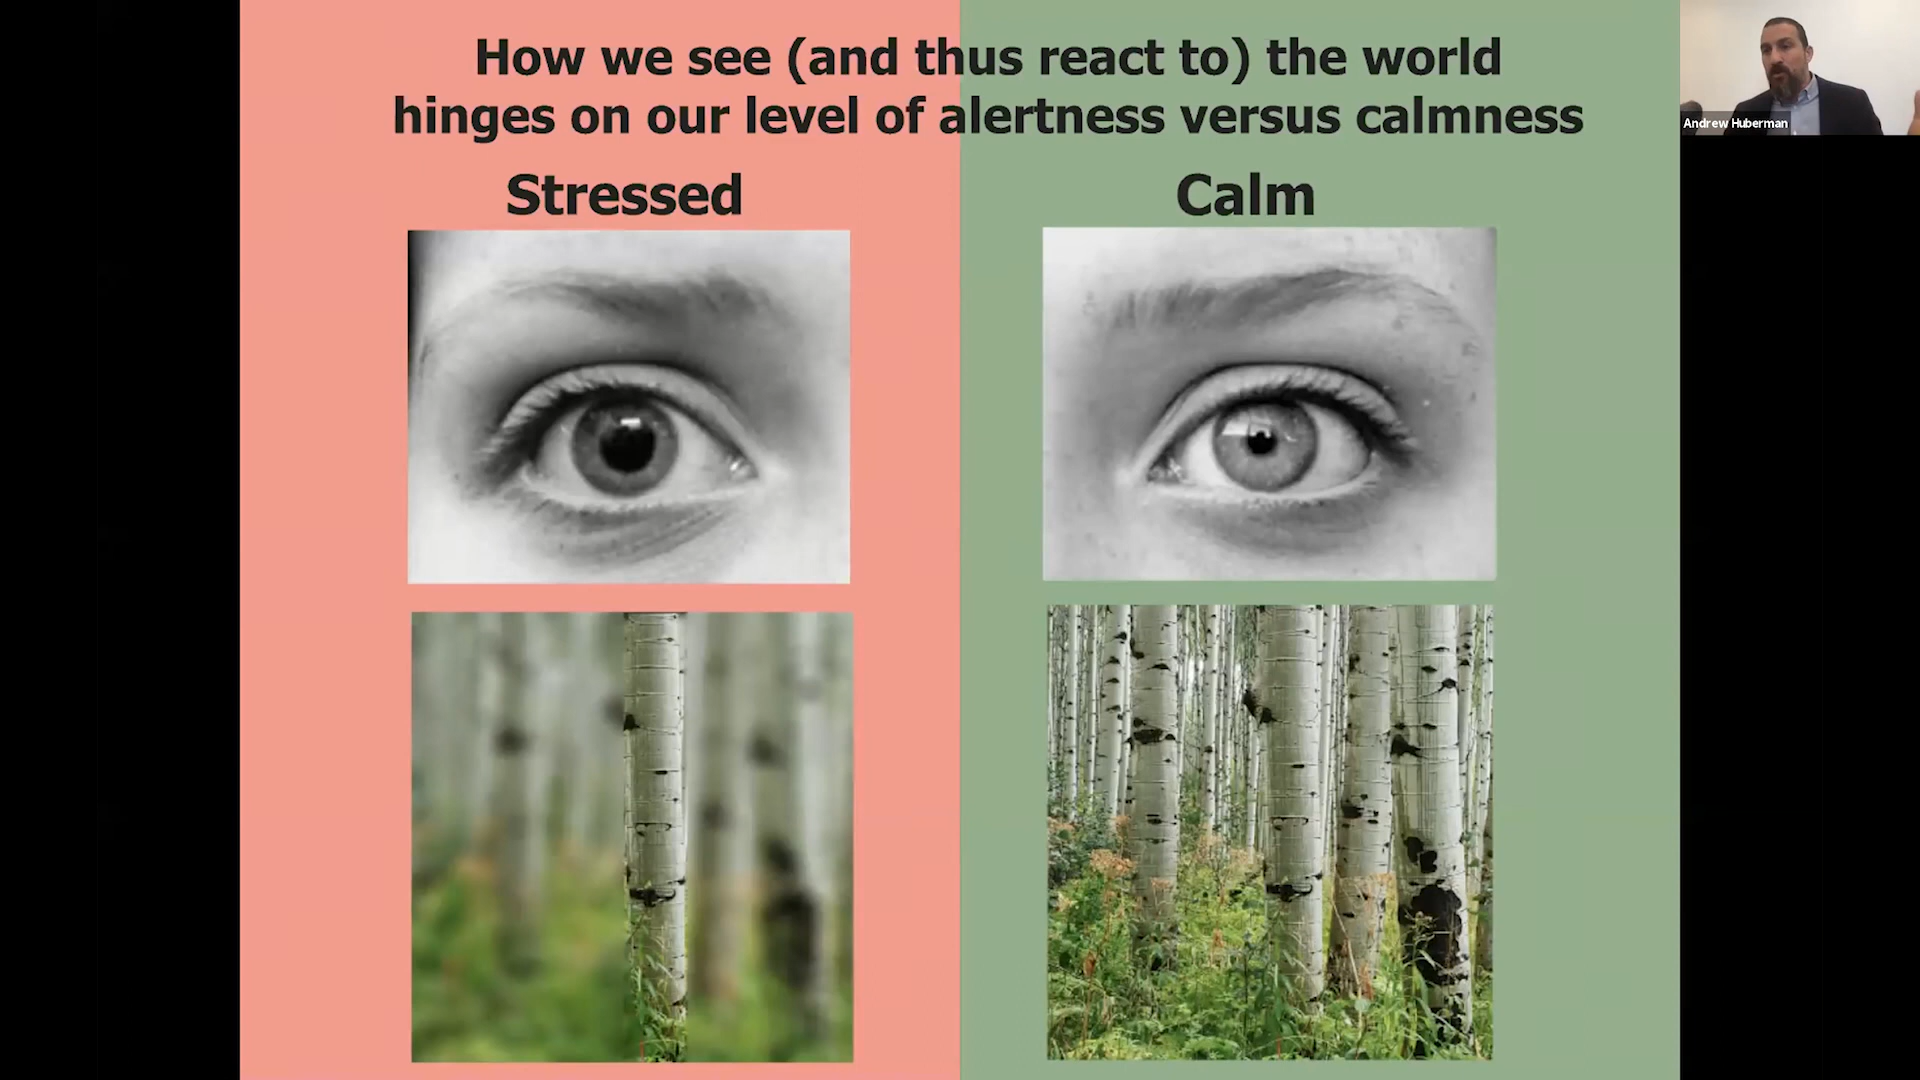 How we see (and thus react to) the world
hinges on our level of alertness versus calmness
Stressed
Calm
Andrew Huberman